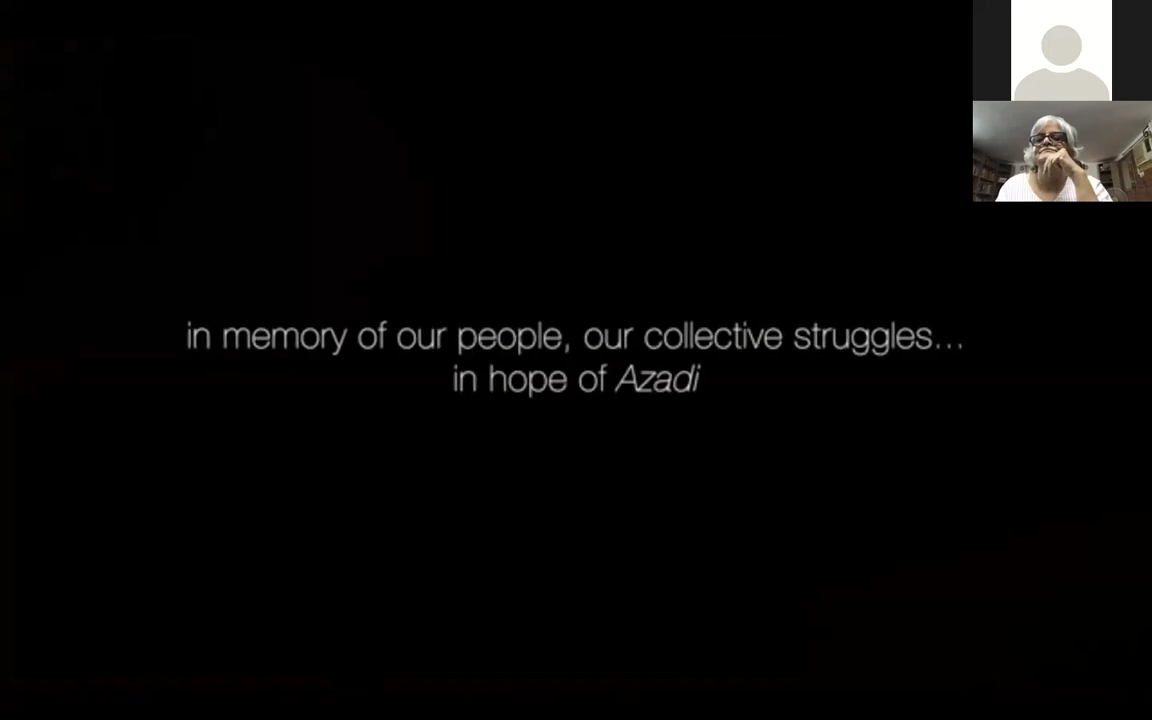 in memory of our people, our collective struggles...
in hope of Azadi